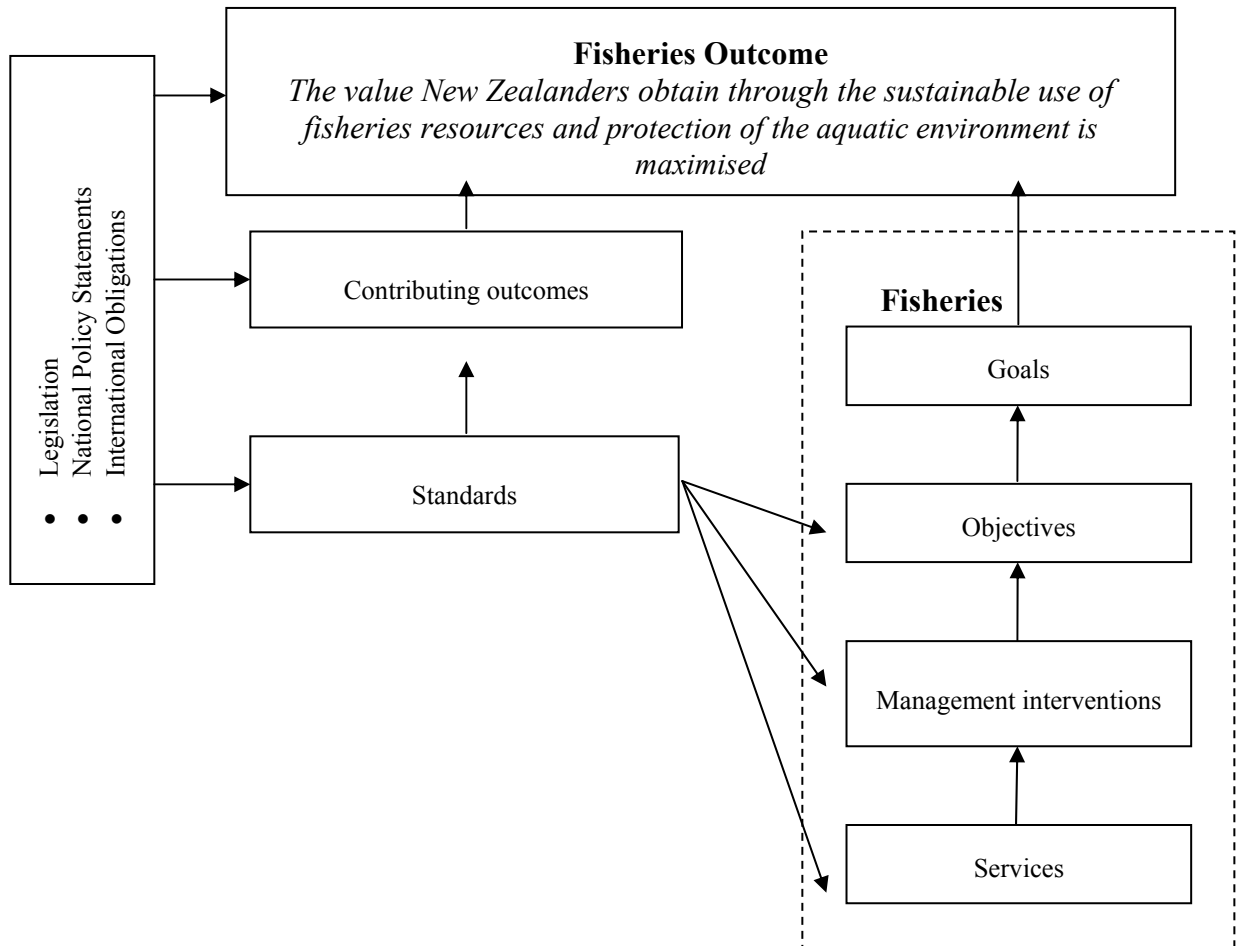 Fisheries Outcome
The value New Zealanders obtain through the sustainable use of
fisheries resources and protection of the aquatic environment is
maximised
• Legislation
• National Policy Statements
• International Obligations
Contributing outcomes
Standards
Fisheries
Goals
Objectives
Management interventions
Services